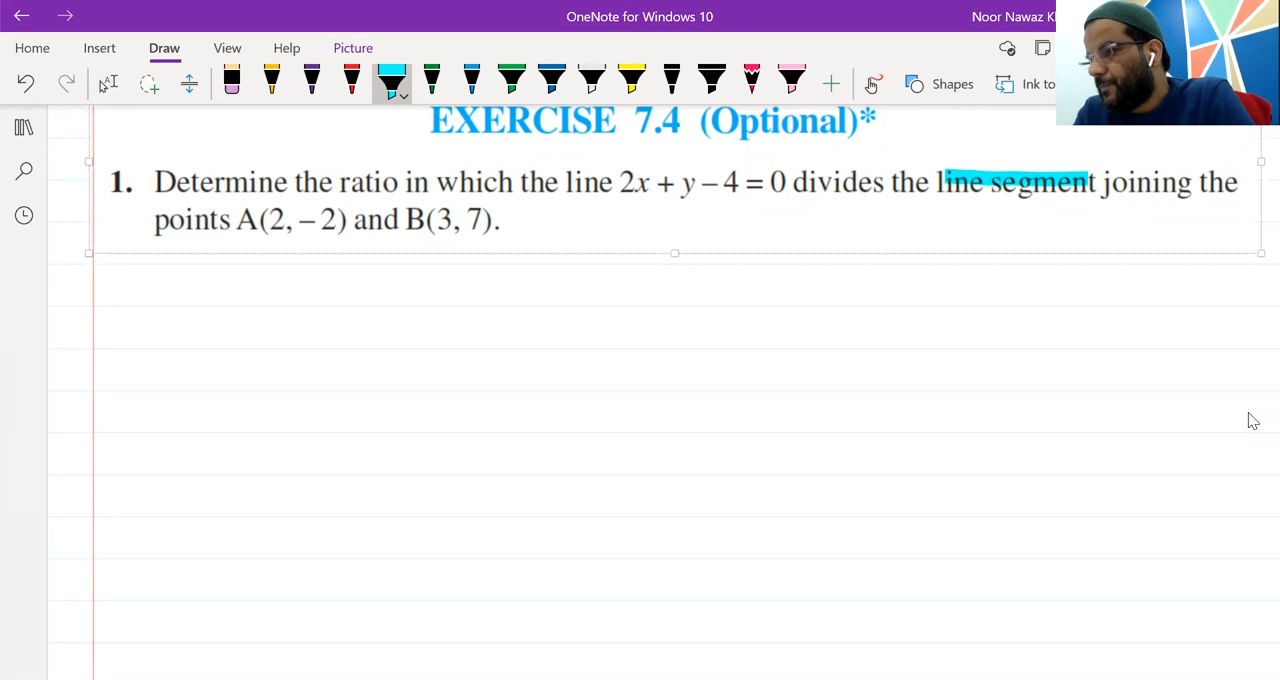 OneNote for Windows 10
Noor Nawaz
Home Insert Draw View Help Picture
Shapes Ink to
EXERCISE 7.4 (Optional)*
1. Determine the ratio in which the line 2x + y – 4 = 0 divides the line segment joining the
points A(2, – 2) and B(3, 7).